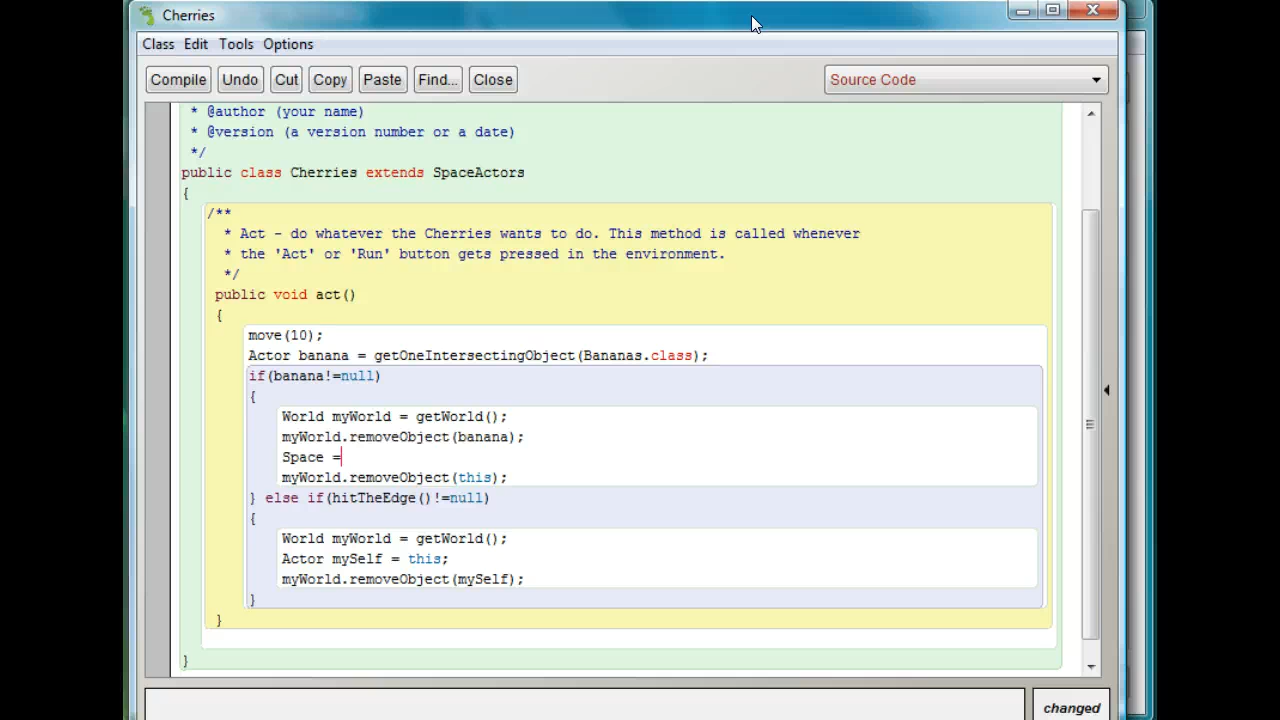 Cherries
Class Edit Tools Options
Compile Undo Cut Copy Paste Find... Close Source Code
* @author (your name)
* @version (a version number or a date)
*/
public class Cherries extends SpaceActors
{
/**
* Act - do whatever the Cherries wants to do. This method is called whenever
* the 'Act' or 'Run' button gets pressed in the environment.
*/
public void act()
{
move(10);
Actor banana = getOneIntersectingObject(Bananas.class);
if(banana!=null)
{
World myWorld = getWorld();
myWorld.removeObject(banana);
Space =
myWorld.removeObject(this);
} else if(hitTheEdge()!=null)
{
World myWorld = getWorld();
Actor mySelf = this;
myWorld.removeObject(mySelf);
}
}
}
changed